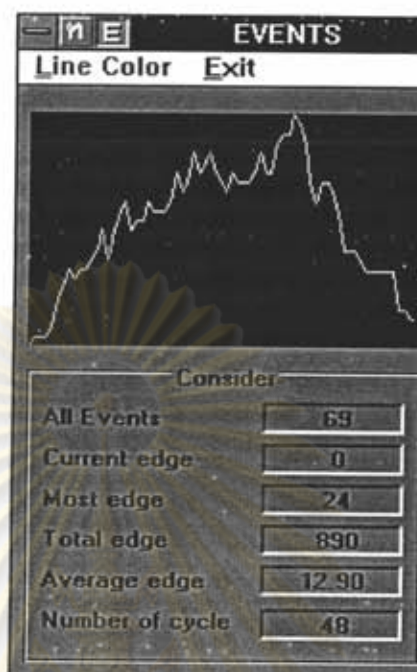 n E EVENTS
Line Color Exit
Consider
All Events 69
Current edge 0
Most edge 24
Total edge 890
Average edge 12.90
Number of cycle 48